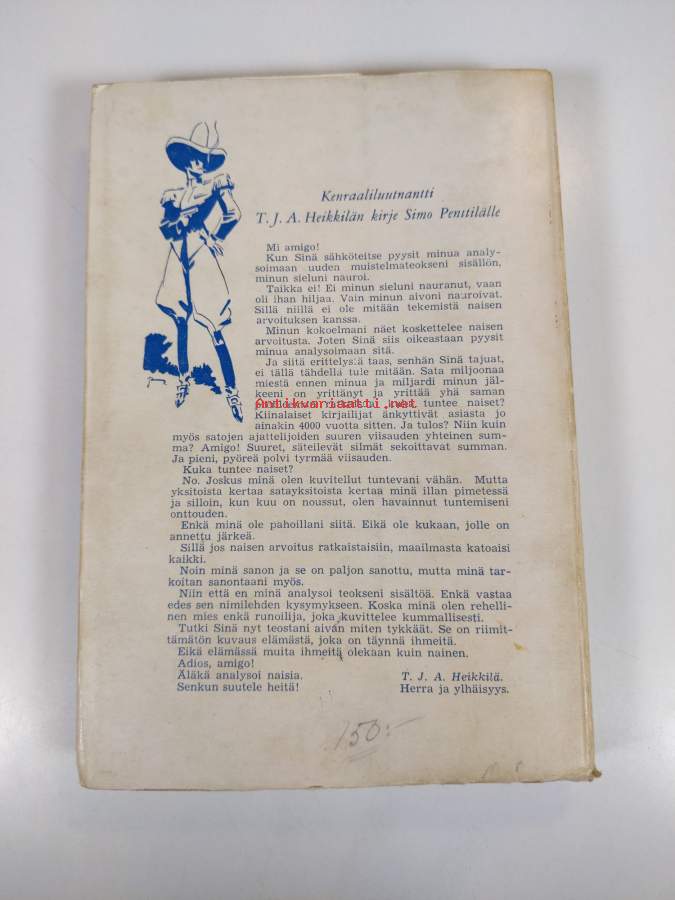 Kenraaliluutnantti
T. J. A. Heikkilän kirje Simo Penttilälle
Mi amigo!
Kun Sinä sähköteitse pyysit minua analy-
soimaan uuden muistelmateokseni sisällön,
minun sieluni nauroi.
Taikka ei! Ei minun sieluni nauranut, vaan
oli ihan hiljaa. Vain minun aivoni nauroivat.
Sillä niillä ei ole mitään tekemistä naisen
arvoituksen kanssa.
Minun kokoelmani näet koskettelee naisen
arvoitusta. Joten Sinä siis oikeastaan pyysit
minua analysoimaan sitä.
Ja siitä erittelystä taas, senhän Sinä tajuat,
ei tällä tähdellä tule mitään. Sata miljoonaa
miestä ennen minua ja miljardi minun jäl-
keeni on yrittänyt ja yrittää yhä saman
Antikvariaatti.net
tuntee naiset?
Kiinalaiset kirjailijat änkyttivät asiasta jo
ainakin 4000 vuotta sitten. Ja tulos? Niin kuin
myös satojen ajattelijoiden suuren viisauden yhteinen sum-
ma? Amigo! Suuret, säteilevät silmät sekoittavat summan.
Ja pieni, pyöreä polvi tyrmää viisauden.
Kuka tuntee naiset?
No. Joskus minä olen kuvitellut tuntevani vähän. Mutta
yksitoista kertaa satayksitoista kertaa minä illan pimetessä
ja silloin, kun kuu on noussut, olen havainnut tuntemiseni
onttouden.
Enkä minä ole pahoillani siitä. Eikä ole kukaan, jolle on
annettu järkeä.
Sillä jos naisen arvoitus ratkaistaisiin, maailmasta katoaisi
kaikki.
Noin minä sanon ja se on paljon sanottu, mutta minä tar-
koitan sanontaani myös.
Niin että en minä analysoi teokseni sisältöä. Enkä vastaa
edes sen nimilehden kysymykseen. Koska minä olen rehelli-
nen mies enkä runoilija, joka kuvittelee kummallisesti.
Tutki Sinä nyt teostani aivan miten tykkäät. Se on riimit-
tämätön kuvaus elämästä, joka on täynnä ihmeitä.
Eikä elämässä muita ihmeitä olekaan kuin nainen.
Adios, amigo!
Äläkä analysoi naisia. T. J. A. Heikkilä.
Senkun suutele heitä! Herra ja ylhäisyys.
150:-